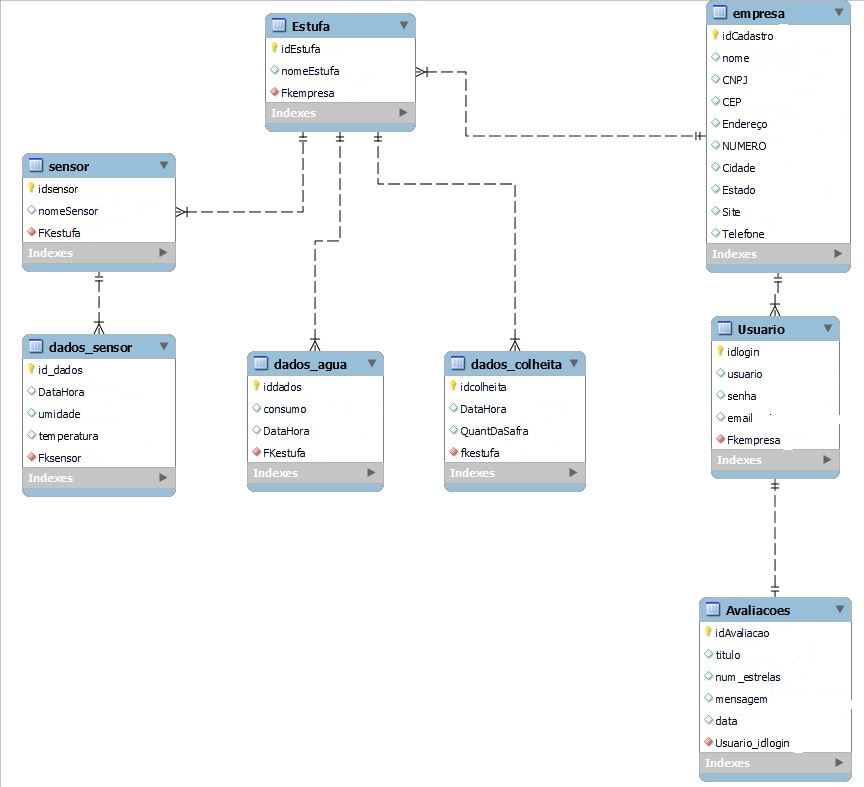 Estufa
idEstufa
nomeEstufa
Fkempresa
Indexes
empresa
idCadastro
nome
CNPJ
CEP
Endereço
NUMERO
Cidade
Estado
Site
Telefone
Indexes
sensor
idsensor
nomeSensor
FKestufa
Indexes
dados_sensor
id_dados
DataHora
umidade
temperatura
Fksensor
Indexes
dados_agua
iddados
consumo
DataHora
FKestufa
Indexes
dados_colheita
idcolheita
DataHora
QuantDaSafra
fkestufa
Indexes
Usuario
idlogin
usuario
senha
email
Fkempresa
Indexes
Avaliacoes
idAvaliacao
titulo
num_estrelas
mensagem
data
Usuario_idlogin
Indexes